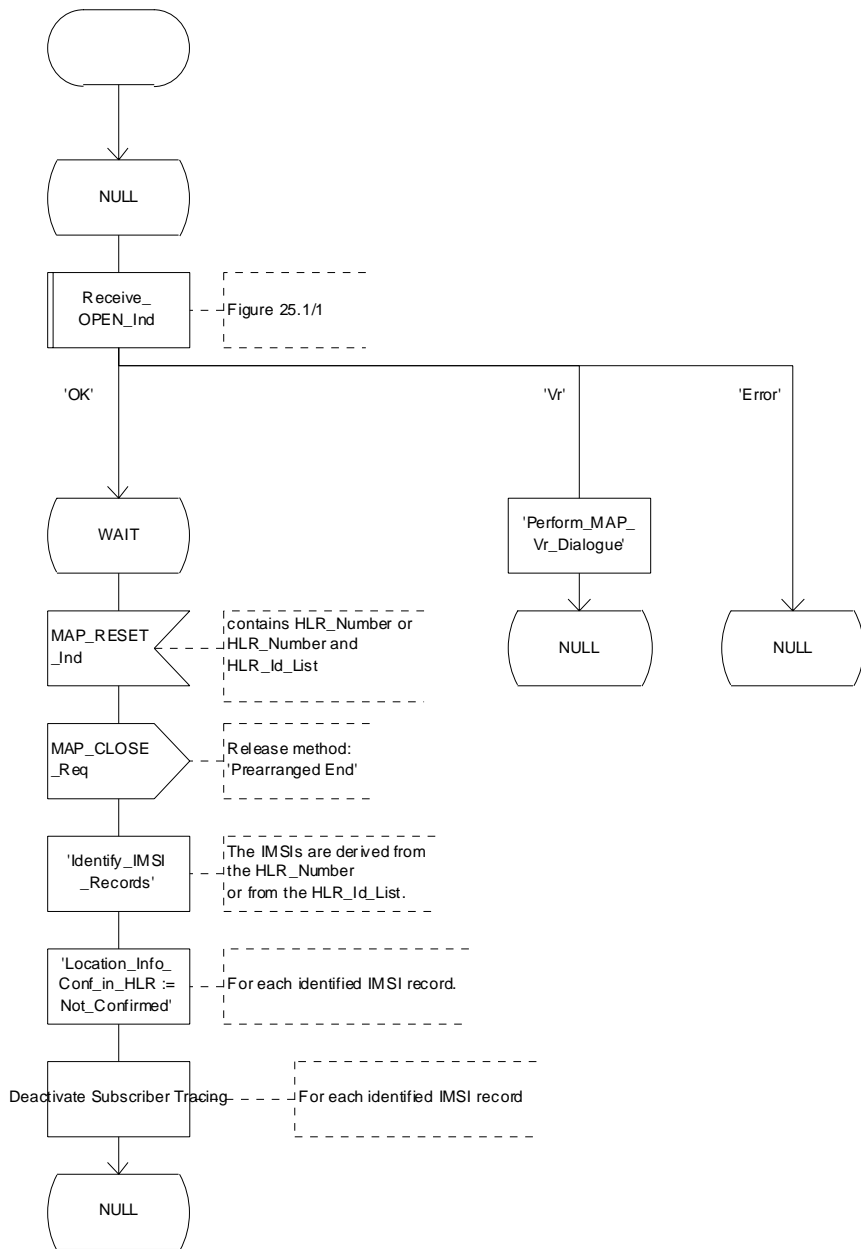 NULL
Receive_
OPEN_Ind
Figure 25.1/1
'OK'
'Vr'
'Error'
WAIT
'Perform_MAP_
Vr_Dialogue'
MAP_RESET
_Ind
contains HLR_Number or
HLR_Number and
HLR_Id_List
NULL
NULL
MAP_CLOSE
_Req
Release method:
'Prearranged End'
'Identify_IMSI
_Records'
The IMSIs are derived from
the HLR_Number
or from the HLR_Id_List.
'Location_Info_
Conf_in_HLR :=
Not_Confirmed'
For each identified IMSI record.
Deactivate Subscriber Tracing
For each identified IMSI record
NULL